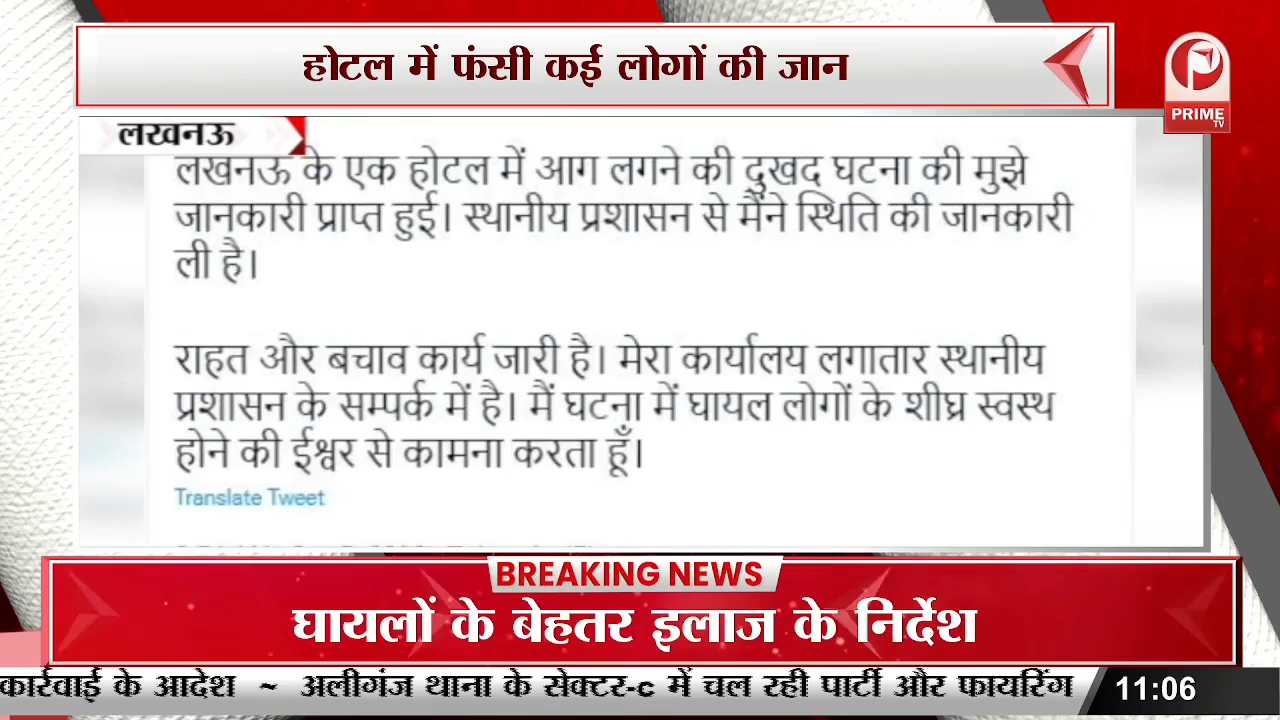 होटल में फंसी कई लोगों की जान
PRIME
TV
लखनऊ
लखनऊ के एक होटल में आग लगने की दुखद घटना की मुझे
जानकारी प्राप्त हुई। स्थानीय प्रशासन से मैंने स्थिति की जानकारी
ली है।
राहत और बचाव कार्य जारी है। मेरा कार्यालय लगातार स्थानीय
प्रशासन के सम्पर्क में है। मैं घटना में घायल लोगों के शीघ्र स्वस्थ
होने की ईश्वर से कामना करता हूँ।
Translate Tweet
BREAKING NEWS
घायलों के बेहतर इलाज के निर्देश
कार्रवाई के आदेश ~ अलीगंज थाना के सेक्टर-c में चल रही पार्टी और फायरिंग
11:06